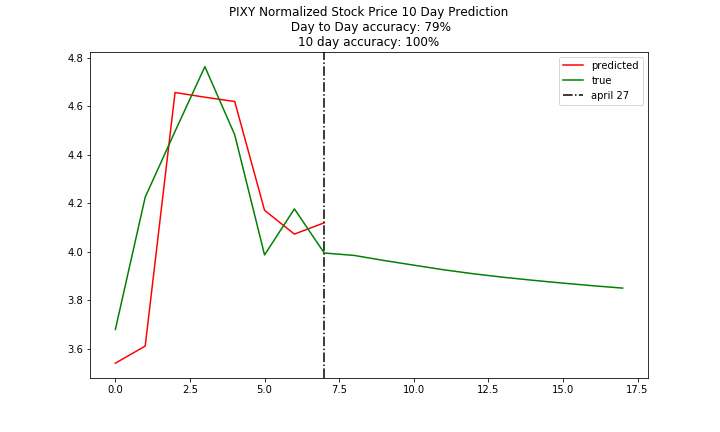 PIXY Normalized Stock Price 10 Day Prediction
Day to Day accuracy: 79%
10 day accuracy: 100%
predicted
true
april 27
4.8
4.6
4.4
4.2
4.0
3.8
3.6
0.0 2.5 5.0 7.5 10.0 12.5 15.0 17.5